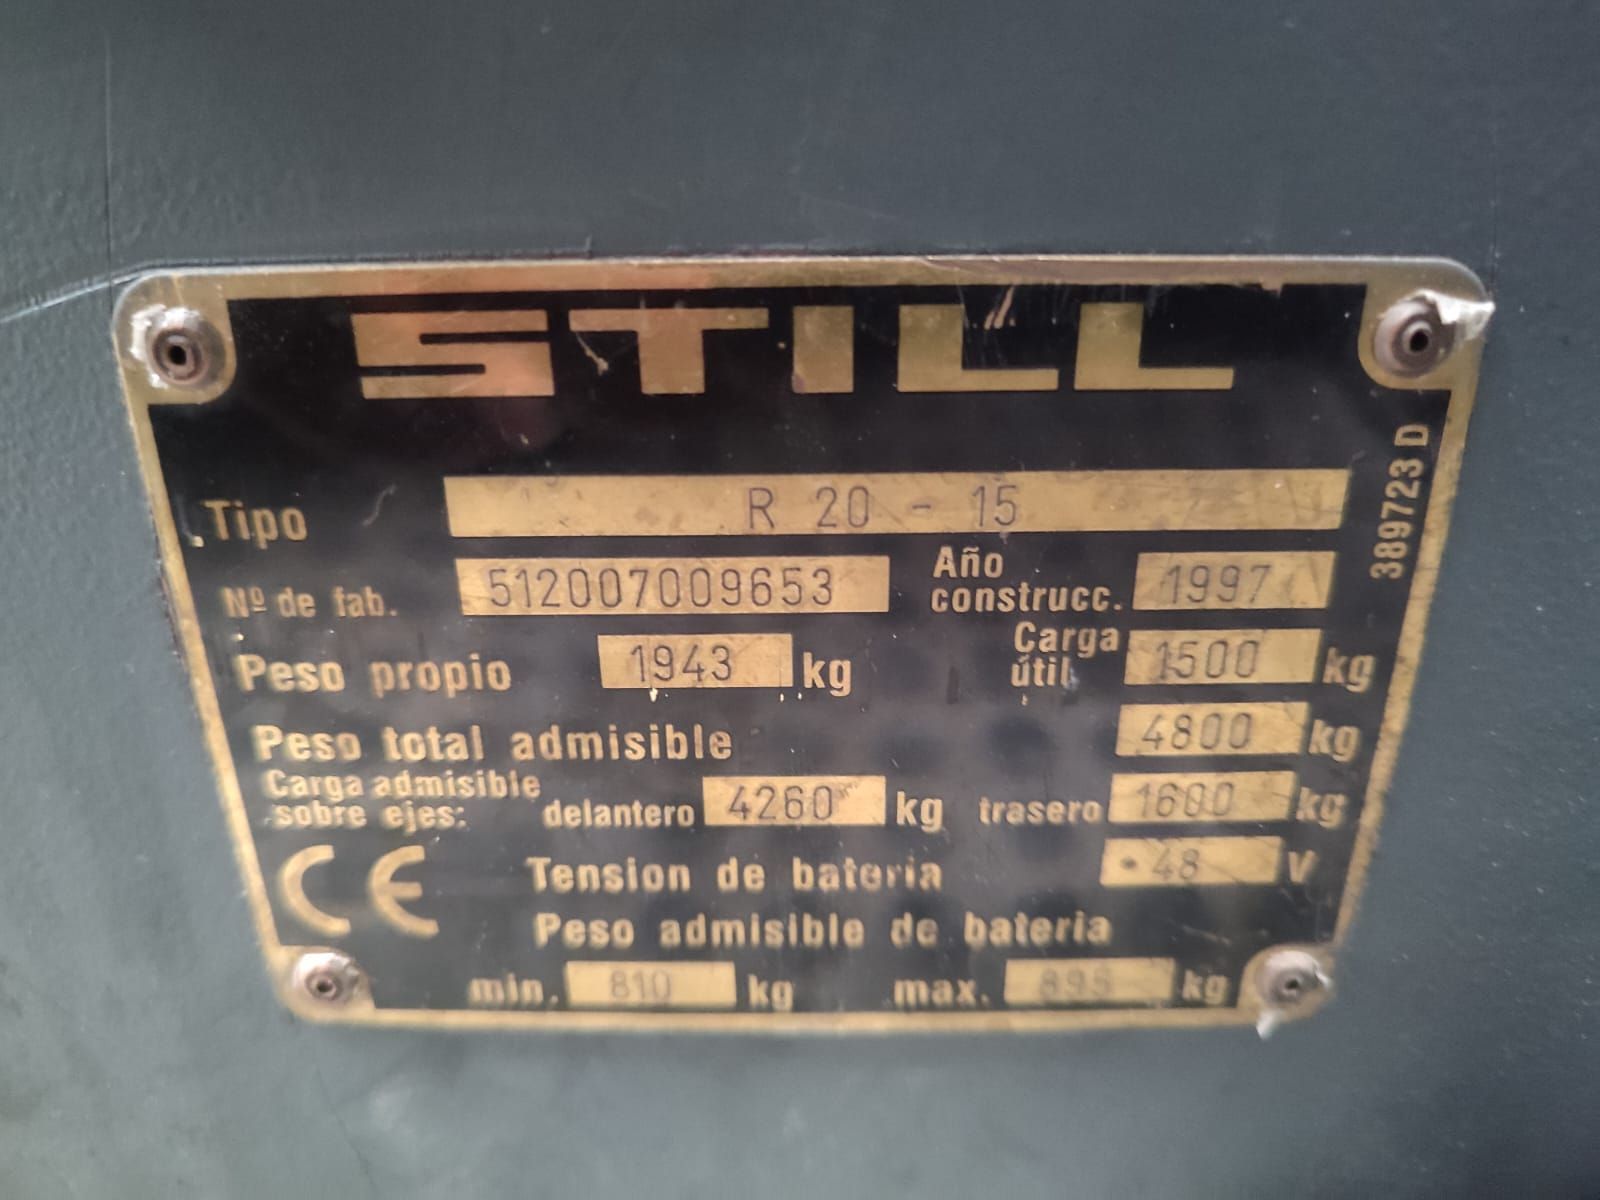 STILL
389723 D
Tipo R 20 - 15
Nº de fab. 512007009653 Año construcc. 1997
Peso propio 1943 kg Carga útil 1500 kg
Peso total admisible 4800 kg
Carga admisible
sobre ejes: delantero 4260 kg trasero 1600 kg
CE Tension de bateria 48 V
Peso admisible de bateria
min. 810 kg max. 895 kg